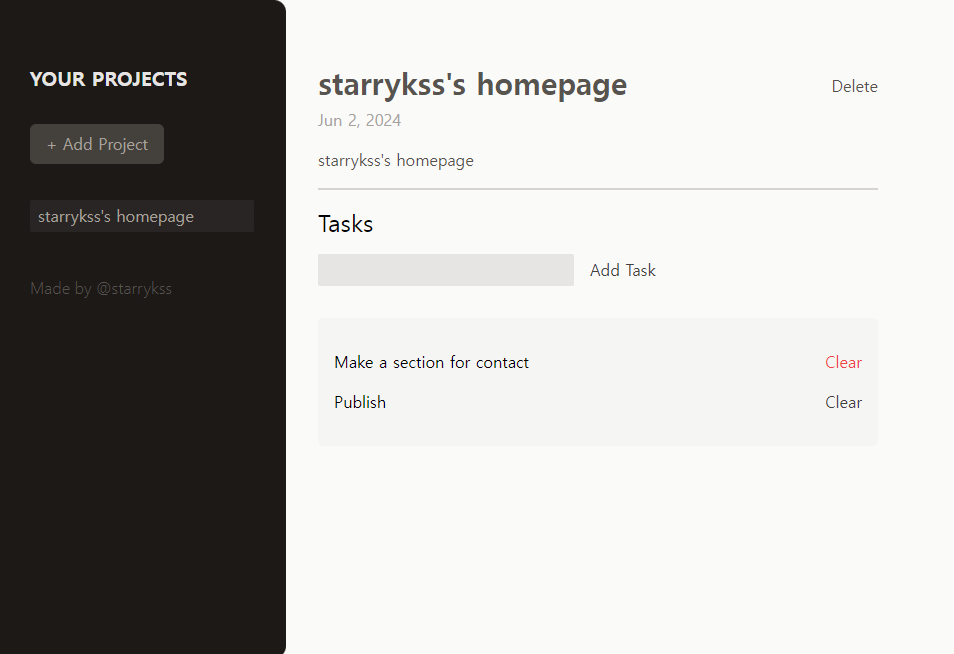 YOUR PROJECTS
+ Add Project
starrykss's homepage
Made by @starrykss
starrykss's homepage
Delete
Jun 2, 2024
starrykss's homepage
Tasks
Add Task
Make a section for contact
Clear
Publish
Clear